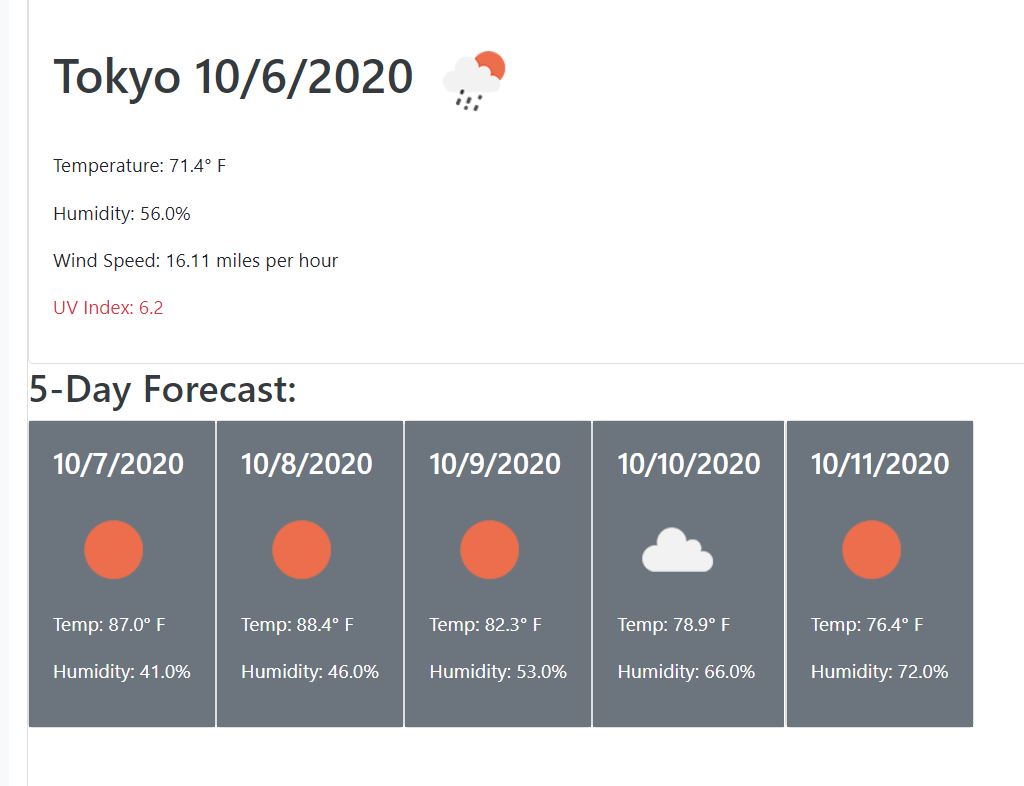 Tokyo 10/6/2020
Temperature: 71.4° F
Humidity: 56.0%
Wind Speed: 16.11 miles per hour
UV Index: 6.2
5-Day Forecast:
10/7/2020
Temp: 87.0° F
Humidity: 41.0%
10/8/2020
Temp: 88.4° F
Humidity: 46.0%
10/9/2020
Temp: 82.3° F
Humidity: 53.0%
10/10/2020
Temp: 78.9° F
Humidity: 66.0%
10/11/2020
Temp: 76.4° F
Humidity: 72.0%